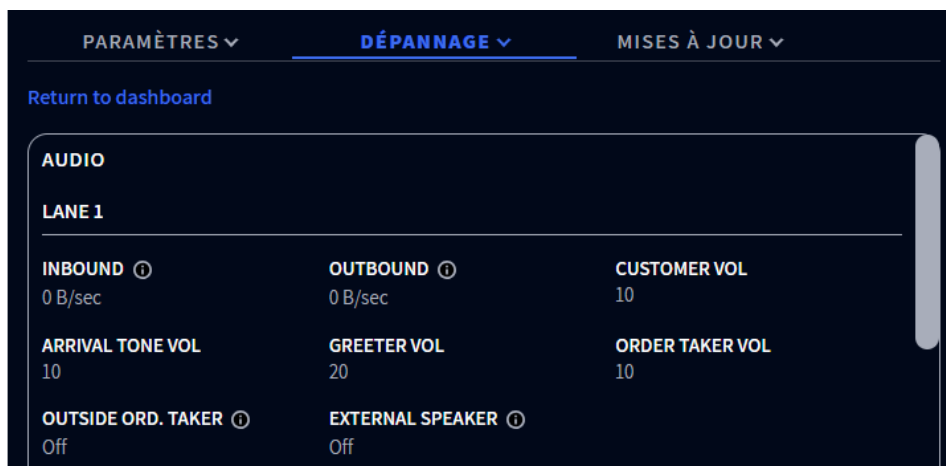 PARAMÈTRES DÉPANNAGE MISES À JOUR
Return to dashboard
AUDIO
LANE 1
INBOUND OUTBOUND CUSTOMER VOL
0 B/sec 0 B/sec 10
ARRIVAL TONE VOL GREETER VOL ORDER TAKER VOL
10 20 10
OUTSIDE ORD. TAKER EXTERNAL SPEAKER
Off Off